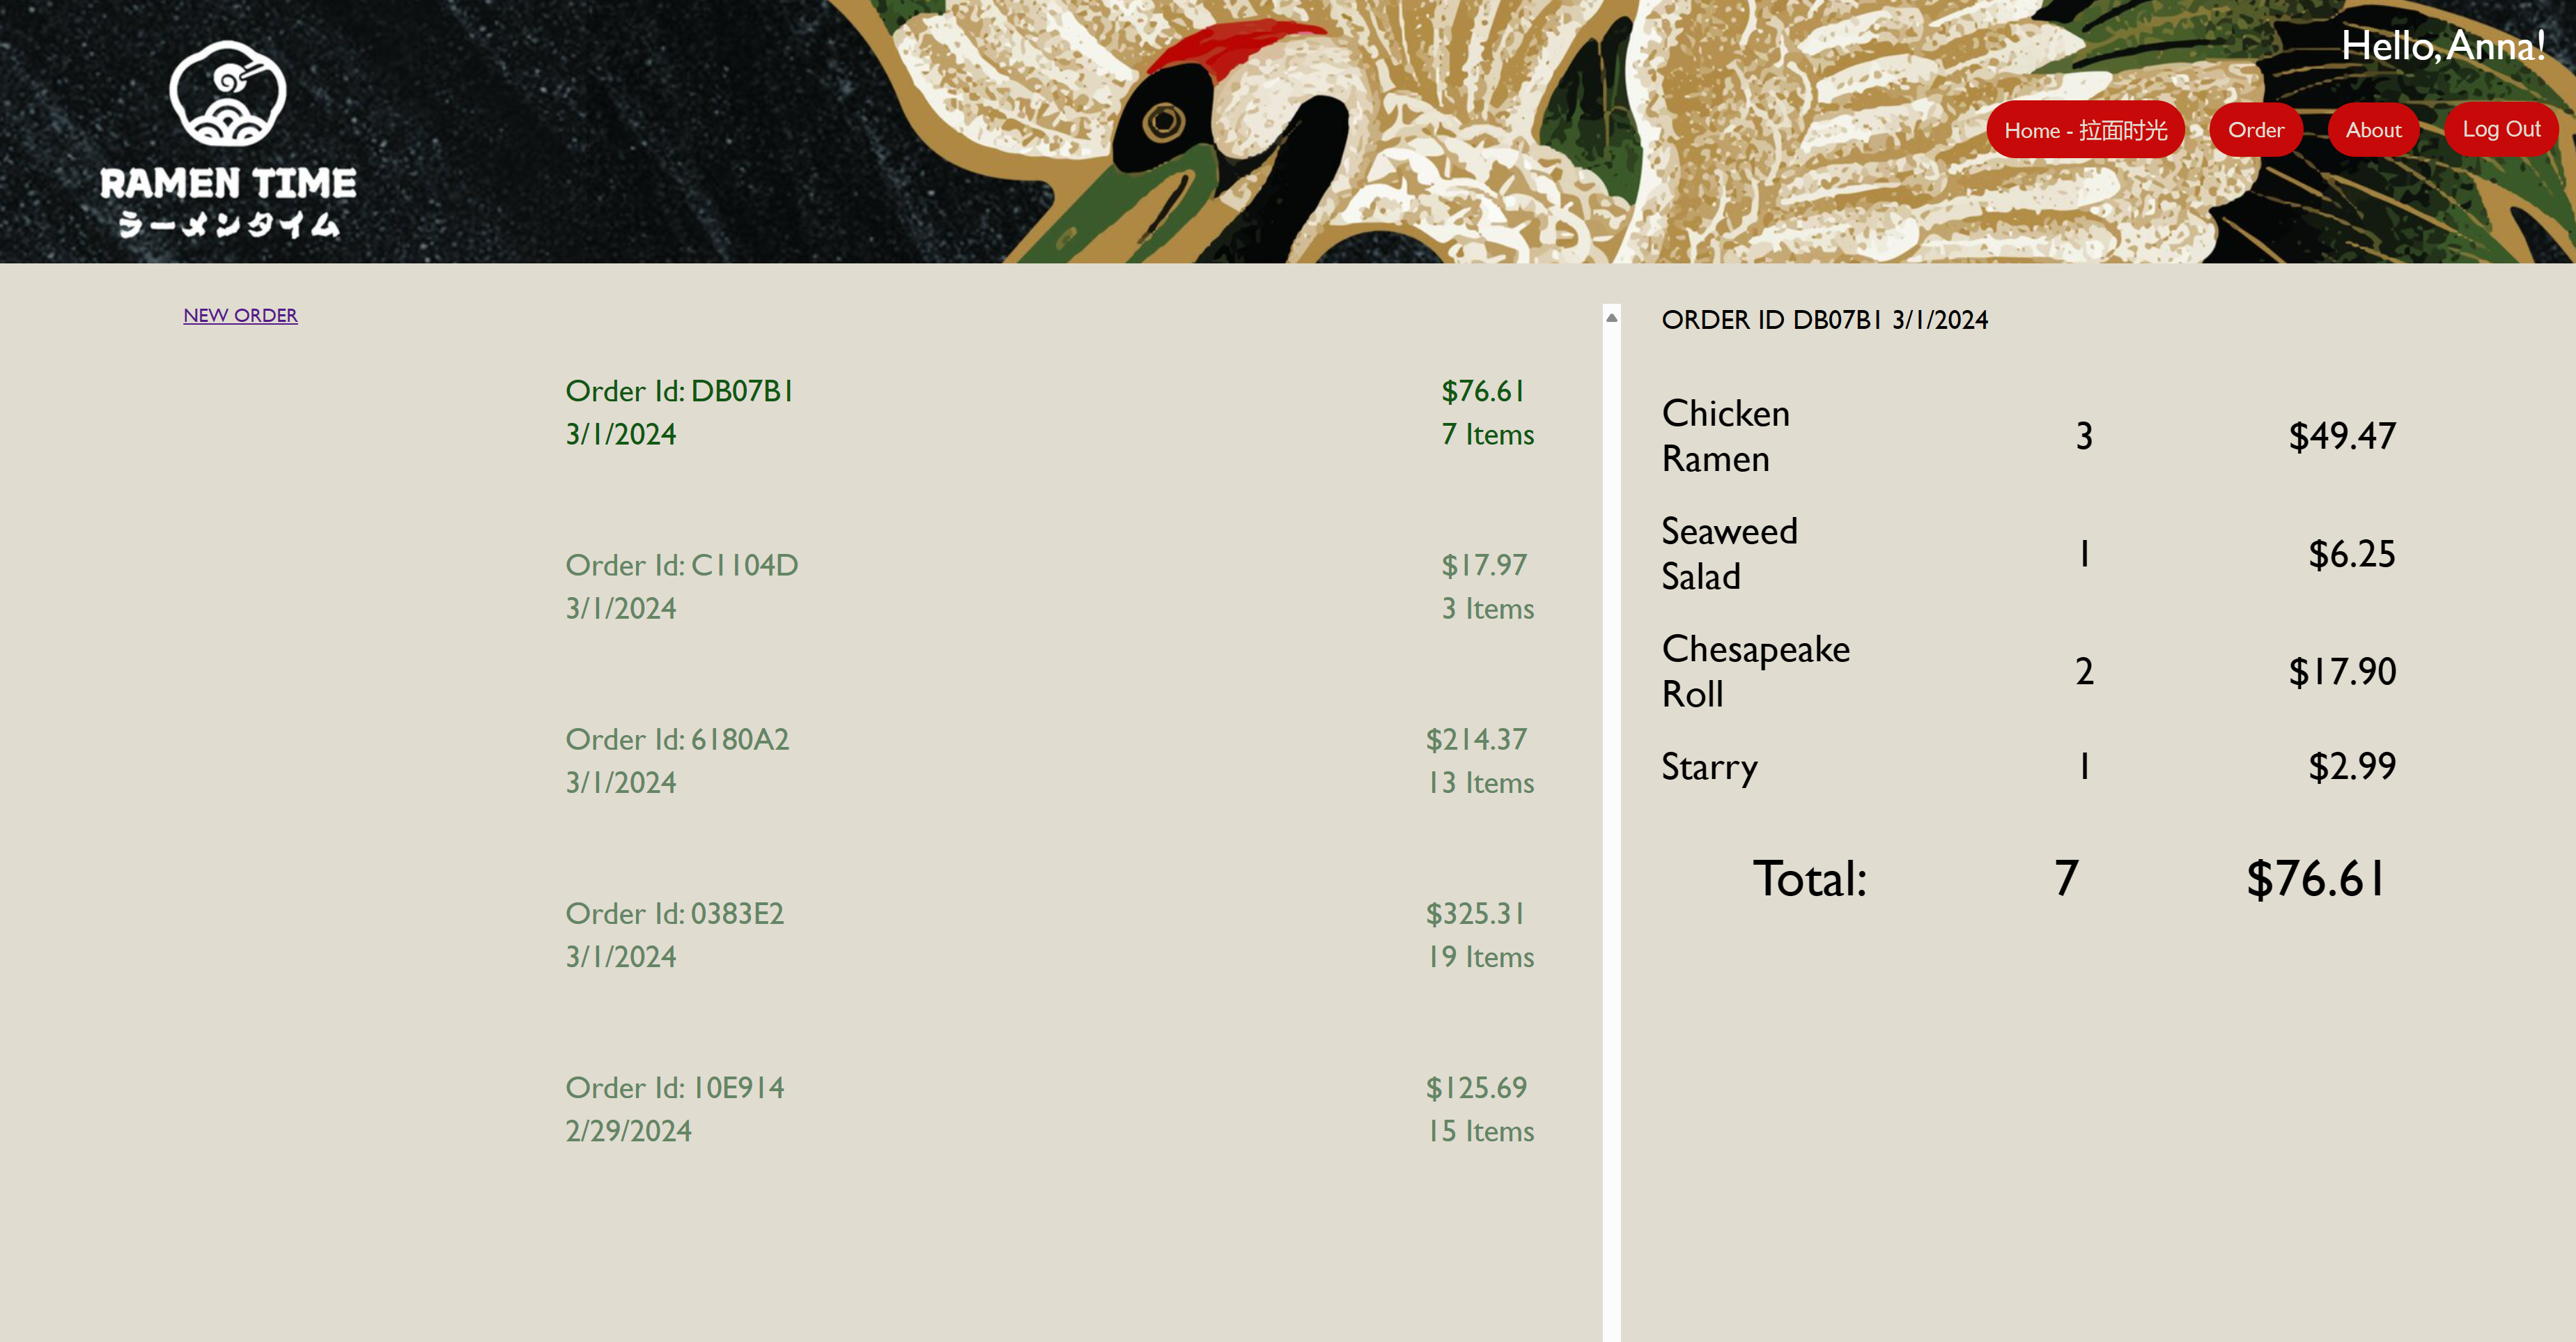 Hello, Anna!
RAMEN TIME
ラーメンタイム
Home - 拉面时光
Order
About
Log Out
NEW ORDER
Order Id: DB07B1 $76.61
3/1/2024 7 Items
Order Id: C1104D $17.97
3/1/2024 3 Items
Order Id: 6180A2 $214.37
3/1/2024 13 Items
Order Id: 0383E2 $325.31
3/1/2024 19 Items
Order Id: 10E914 $125.69
2/29/2024 15 Items
ORDER ID DB07B1 3/1/2024
Chicken
Ramen
3 $49.47
Seaweed
Salad
1 $6.25
Chesapeake
Roll
2 $17.90
Starry 1 $2.99
Total: 7 $76.61